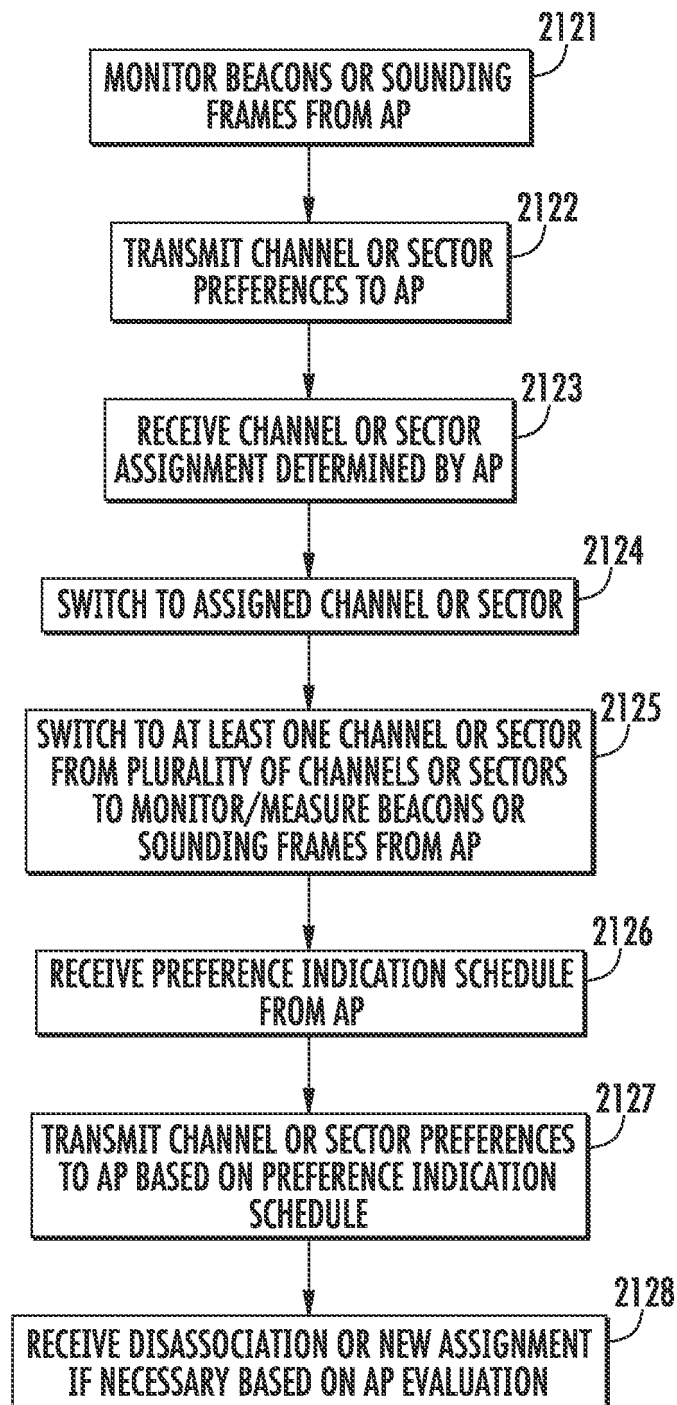 2121
MONITOR BEACONS OR SOUNDING
FRAMES FROM AP
2122
TRANSMIT CHANNEL OR SECTOR
PREFERENCES TO AP
2123
RECEIVE CHANNEL OR SECTOR
ASSIGNMENT DETERMINED BY AP
2124
SWITCH TO ASSIGNED CHANNEL OR SECTOR
2125
SWITCH TO AT LEAST ONE CHANNEL OR SECTOR
FROM PLURALITY OF CHANNELS OR SECTORS
TO MONITOR/MEASURE BEACONS OR
SOUNDING FRAMES FROM AP
2126
RECEIVE PREFERENCE INDICATION SCHEDULE
FROM AP
2127
TRANSMIT CHANNEL OR SECTOR PREFERENCES
TO AP BASED ON PREFERENCE INDICATION
SCHEDULE
2128
RECEIVE DISASSOCIATION OR NEW ASSIGNMENT
IF NECESSARY BASED ON AP EVALUATION